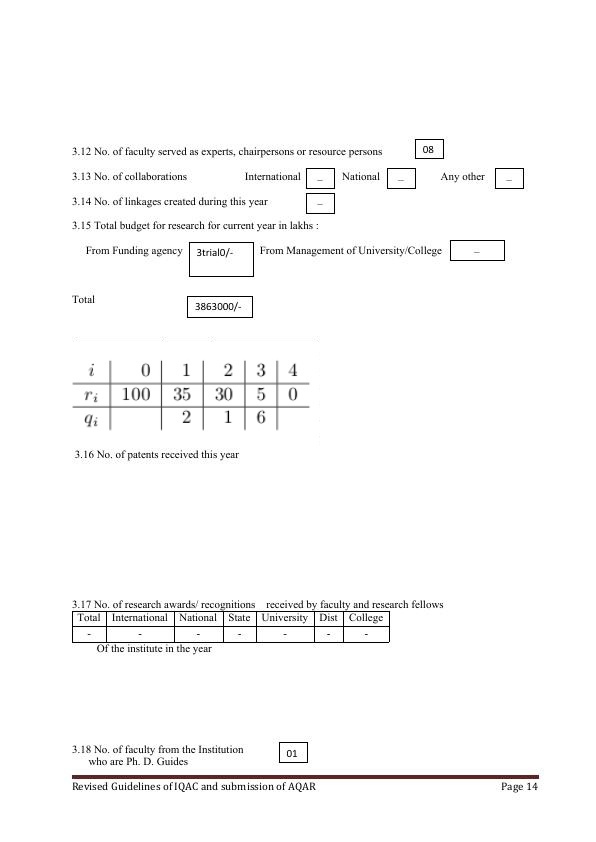 3.12 No. of faculty served as experts, chairpersons or resource persons 08
3.13 No. of collaborations International – National – Any other –
3.14 No. of linkages created during this year –
3.15 Total budget for research for current year in lakhs :
From Funding agency 3trial0/- From Management of University/College –
Total 3863000/-
i 0 1 2 3 4
ri 100 35 30 5 0
qi 2 1 6
3.16 No. of patents received this year
3.17 No. of research awards/ recognitions received by faculty and research fellows
Total International National State University Dist College
- - - - - - -
Of the institute in the year
3.18 No. of faculty from the Institution 01
who are Ph. D. Guides
Revised Guidelines of IQAC and submission of AQAR Page 14